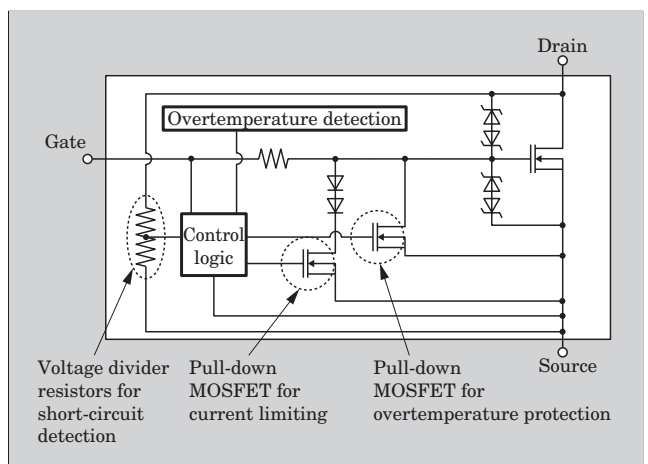 Drain
Overtemperature detection
Gate
Control
logic
Source
Voltage divider
resistors for
short-circuit
detection
Pull-down
MOSFET for
current limiting
Pull-down
MOSFET for
overtemperature protection